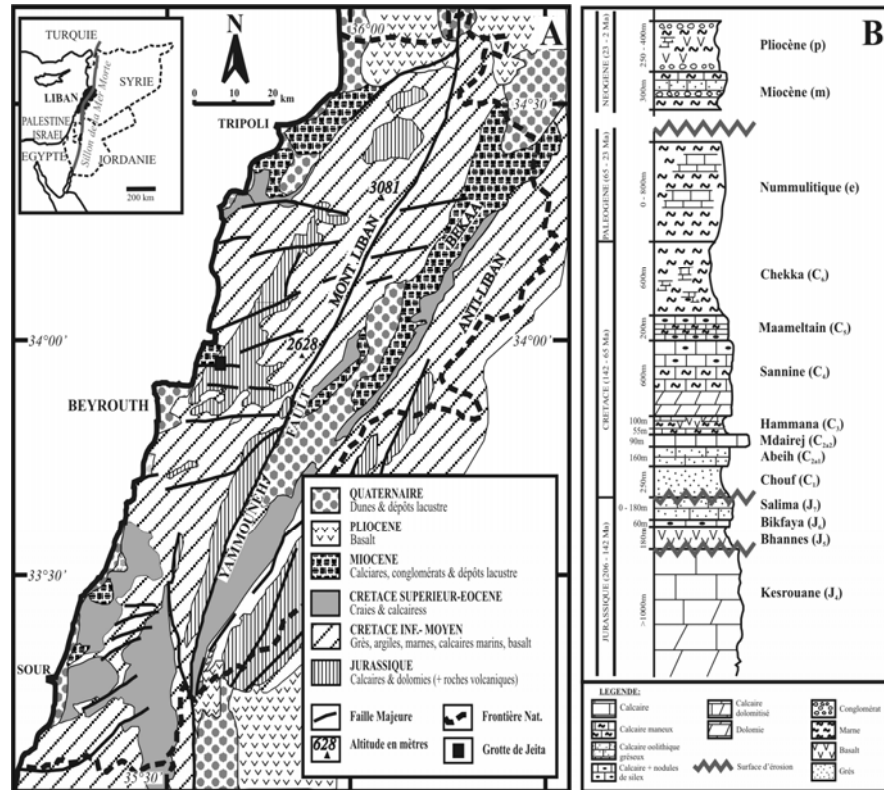 TURQUIE
SYRIE
LIBAN
PALESTINE
ISRAEL
EGYPTE
JORDANIE
Sillon de la Mer Morte
200 km
N
A
10 0 10 20
km
36°00'
34°30'
TRIPOLI
3081
BEKAA
MONT LIBAN
ANTI-LIBAN
34°00'
2628
34°00'
BEYROUTH
YAMMOUNEH FAULT
33°30'
SOUR
35°30'
QUATERNAIRE
Dunes & dépôts lacustre
PLIOCENE
Basalt
MIOCENE
Calciares, conglomérats & dépôts lacustre
CRETACE SUPERIEUR-EOCENE
Craies & calcairess
CRETACE INF.- MOYEN
Grès, argiles, marnes, calcaires marins, basalt
JURASSIQUE
Calcaires & dolomies (+ roches volcaniques)
Faille Majeure
Frontière Nat.
628
Altitude en mètres
Grotte de Jeita
B
NEOGENE (23 - 2 Ma)
250 - 400m
Pliocène (p)
300m
Miocène (m)
PALEOGENE (65 - 23 Ma)
0 - 800m
Nummulitique (e)
CRETACE (142 - 65 Ma)
600m
Chekka (C₆)
200m
Maameltain (C₅)
600m
Sannine (C₄)
100m
55m
Hammana (C₃)
90m
Mdairej (C₂ₐ₂)
160m
Abeih (C₂ₐ₁)
250m
Chouf (C₁)
JURASSIQUE (206 - 142 Ma)
0 - 180m
Salima (J₇)
60m
Bikfaya (J₆)
180m
Bhannes (J₅)
>1000m
Kesrouane (J₄)
LEGENDE:
Calcaire
Calcaire dolomitisé
Conglomérat
Calcaire maneux
Dolomie
Marne
Calcaire oolithique gréseux
Basalt
Calcaire + nodules de silex
Surface d'érosion
Grès